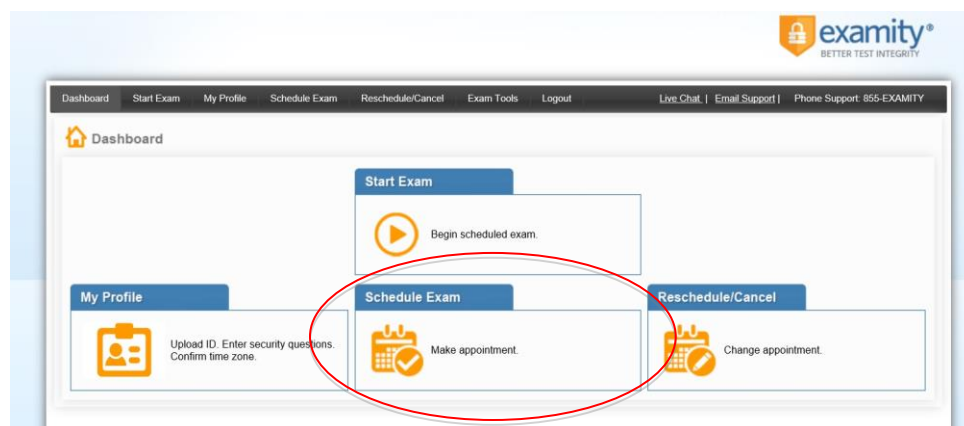 examity®
BETTER TEST INTEGRITY
Dashboard Start Exam My Profile Schedule Exam Reschedule/Cancel Exam Tools Logout Live Chat | Email Support | Phone Support: 855-EXAMITY
Dashboard
Start Exam
Begin scheduled exam.
My Profile
Upload ID. Enter security questions.
Confirm time zone.
Schedule Exam
Make appointment.
Reschedule/Cancel
Change appointment.